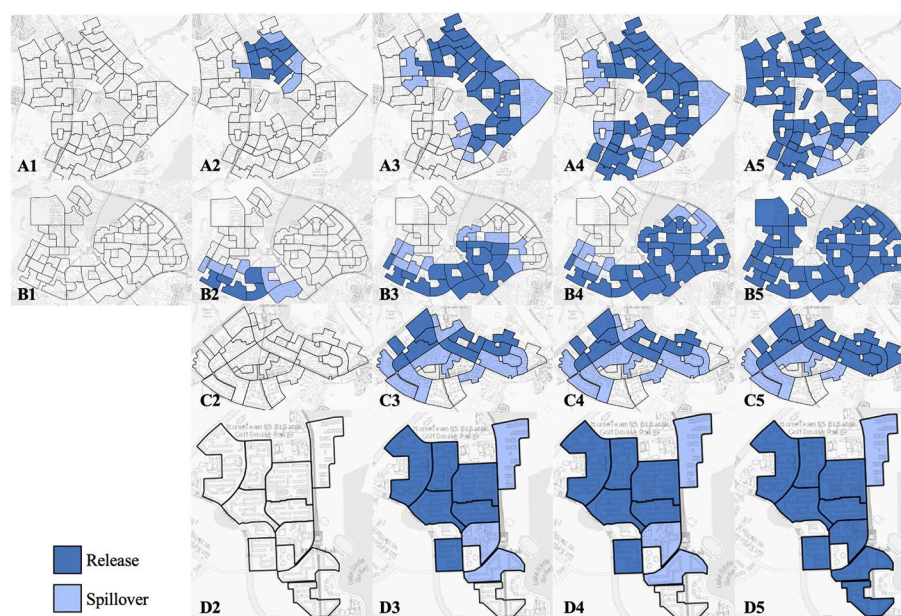 A1 A2 A3 A4 A5
B1 B2 B3 B4 B5
C2 C3 C4 C5
D2 D3 D4 D5
Release
Spillover